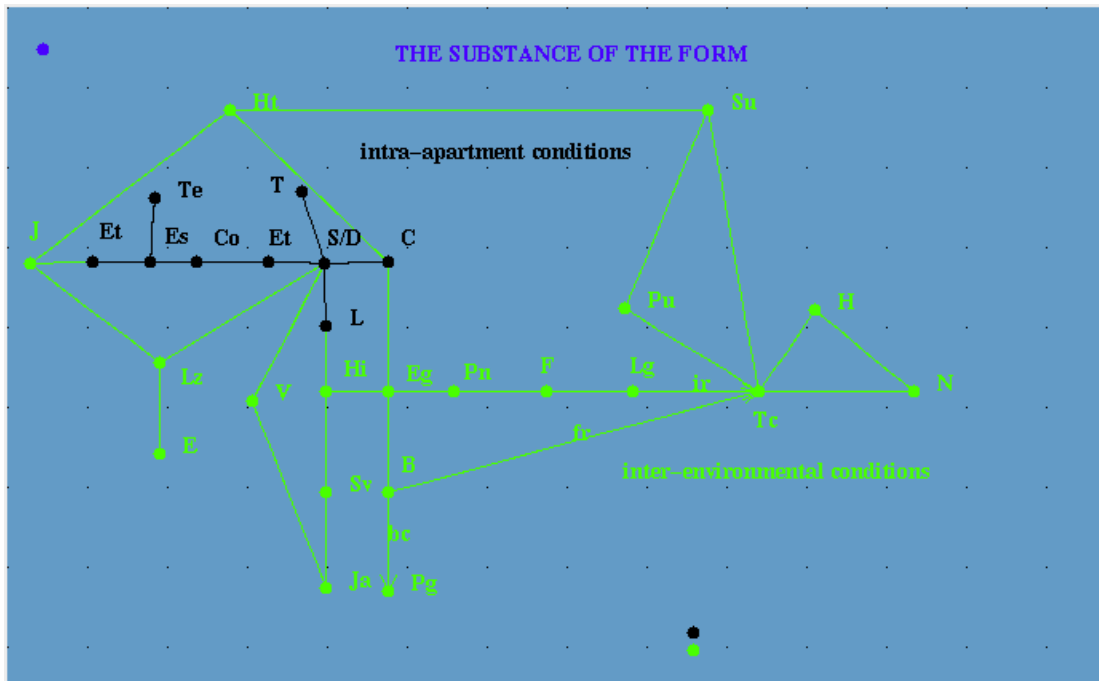 THE SUBSTANCE OF THE FORM
Ht
Su
intra-apartment conditions
Te
T
J
Et
Es
Co
Et
S/D
C
Pu
H
L
Lz
V
Hi
Eg
Pn
F
Lg
ir
N
Tc
fr
E
Sv
B
inter-environmental conditions
bc
Ja
Pg